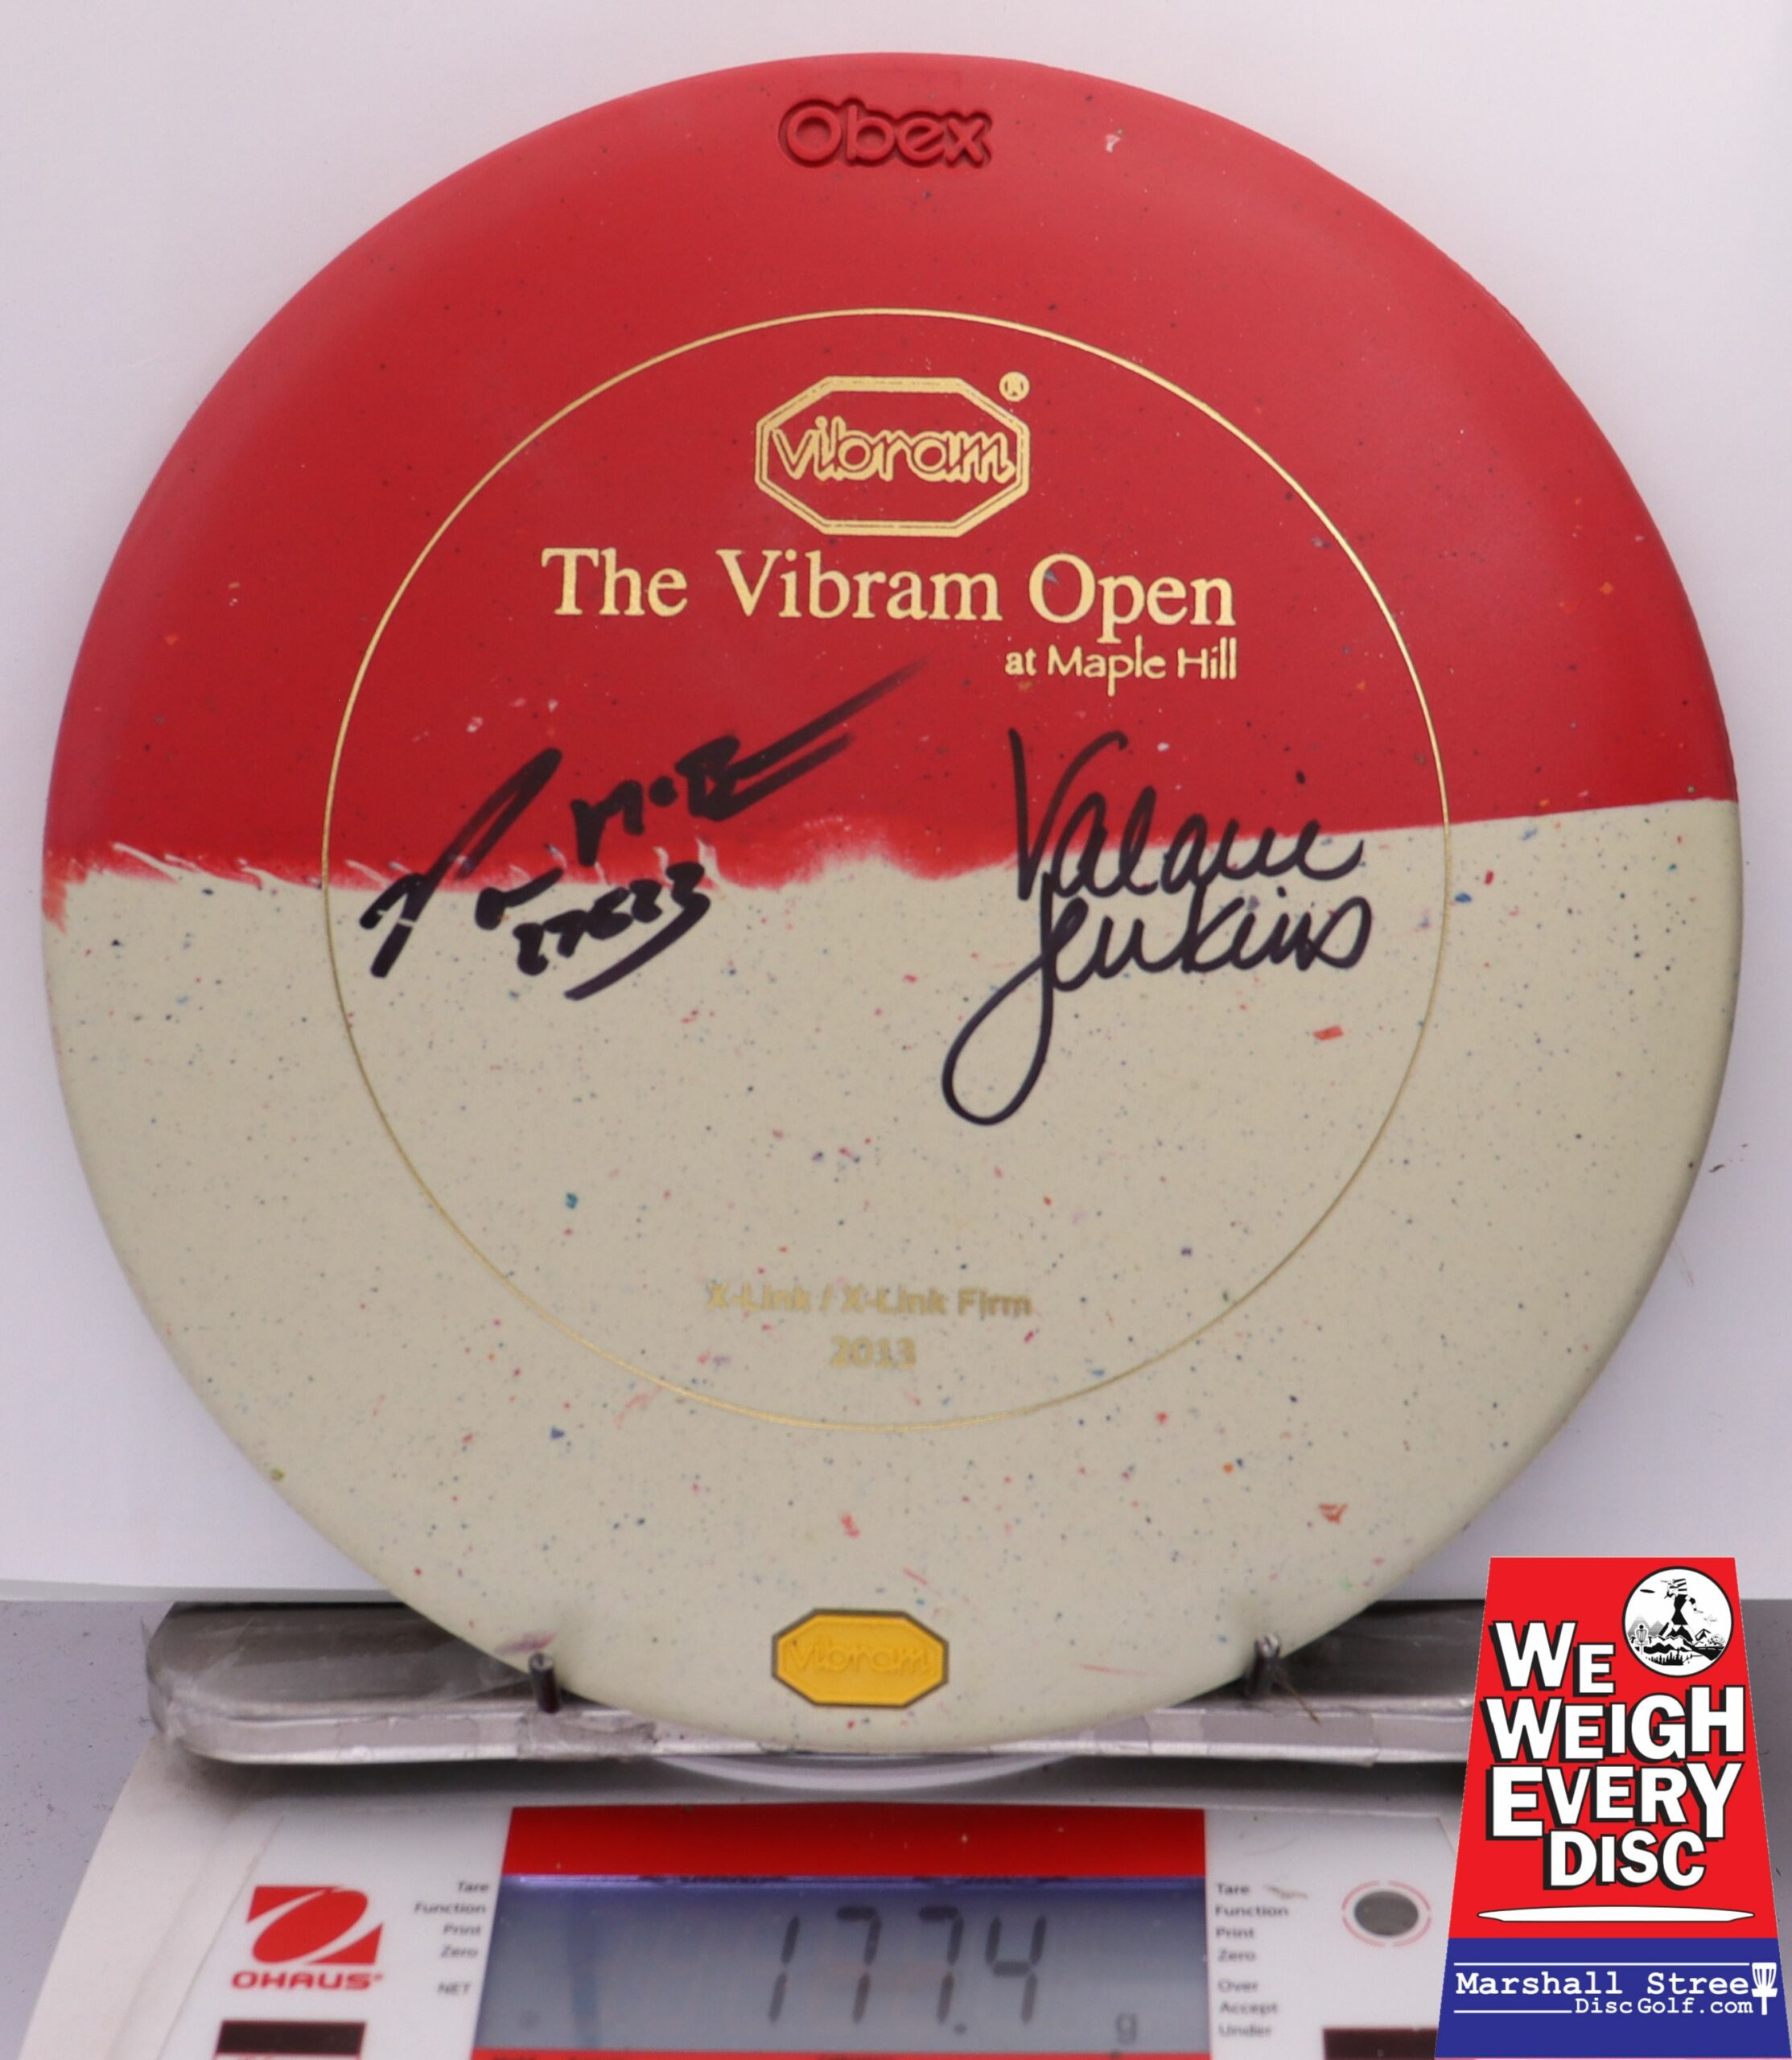 Obex
vibram®
The Vibram Open
at Maple Hill
Valarie
Jenkins
27523
X-Link / X-Link Firm
2013
vibram
WE
WEIGH
EVERY
DISC
Marshall Street
DiscGolf.com
OHAUS
Tare
Function
Print
Zero
NET
177.4 g
Tare
Function
Print
Zero
Over
Accept
Under